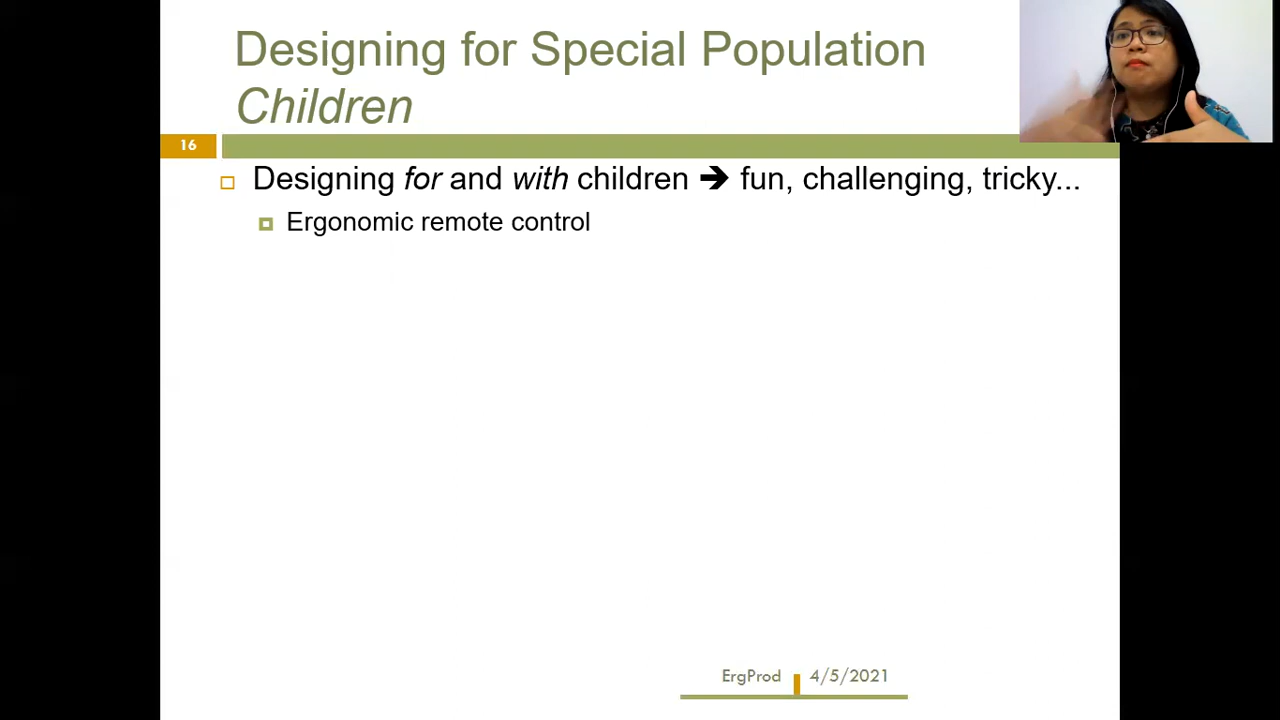 Designing for Special Population
Children
16
Designing for and with children ➔ fun, challenging, tricky...
Ergonomic remote control
ErgProd
4/5/2021